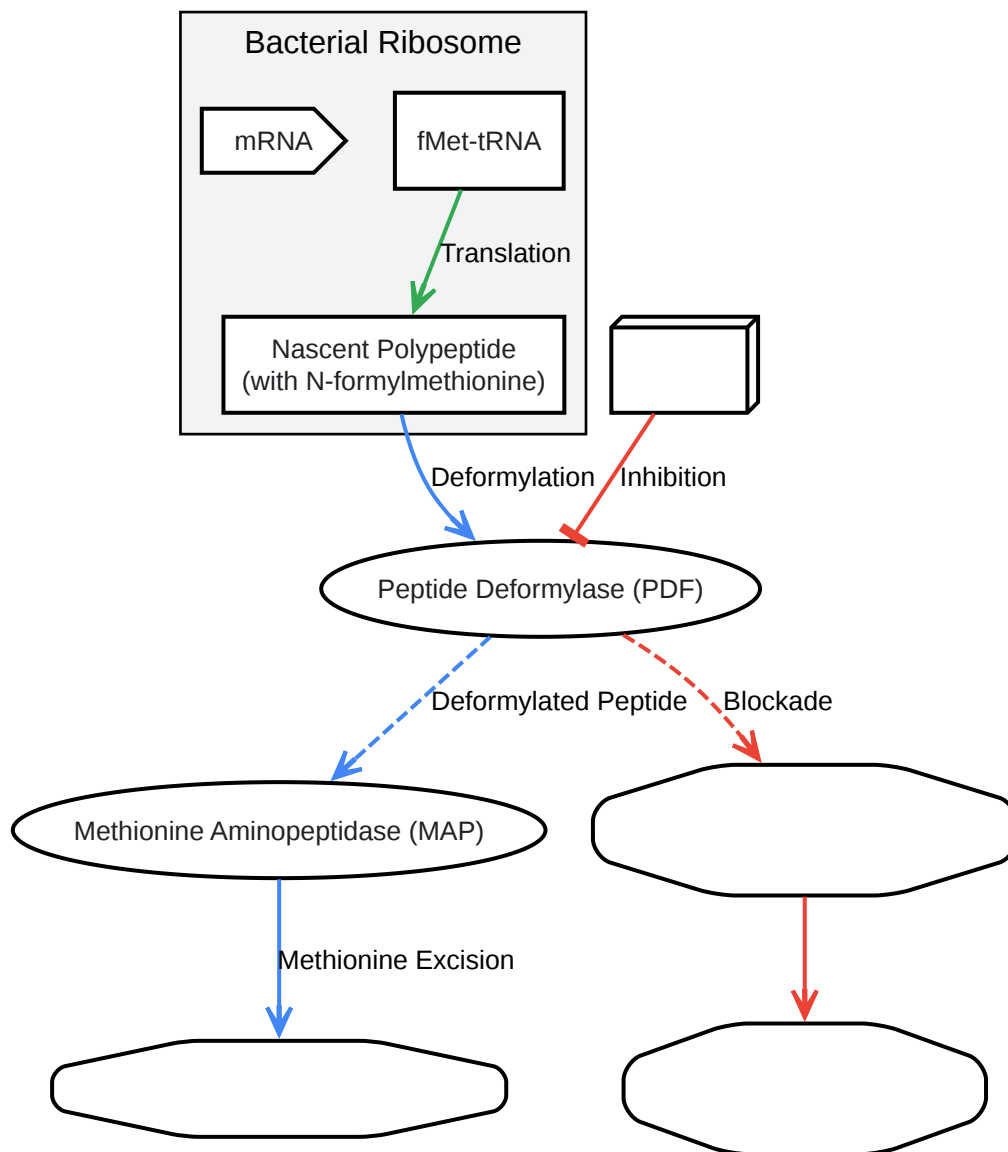 Bacterial Ribosome
mRNA
fMet-tRNA
Translation
Nascent Polypeptide
(with N-formylmethionine)
Deformylation
Inhibition
Peptide Deformylase (PDF)
Deformylated Peptide
Blockade
Methionine Aminopeptidase (MAP)
Methionine Excision